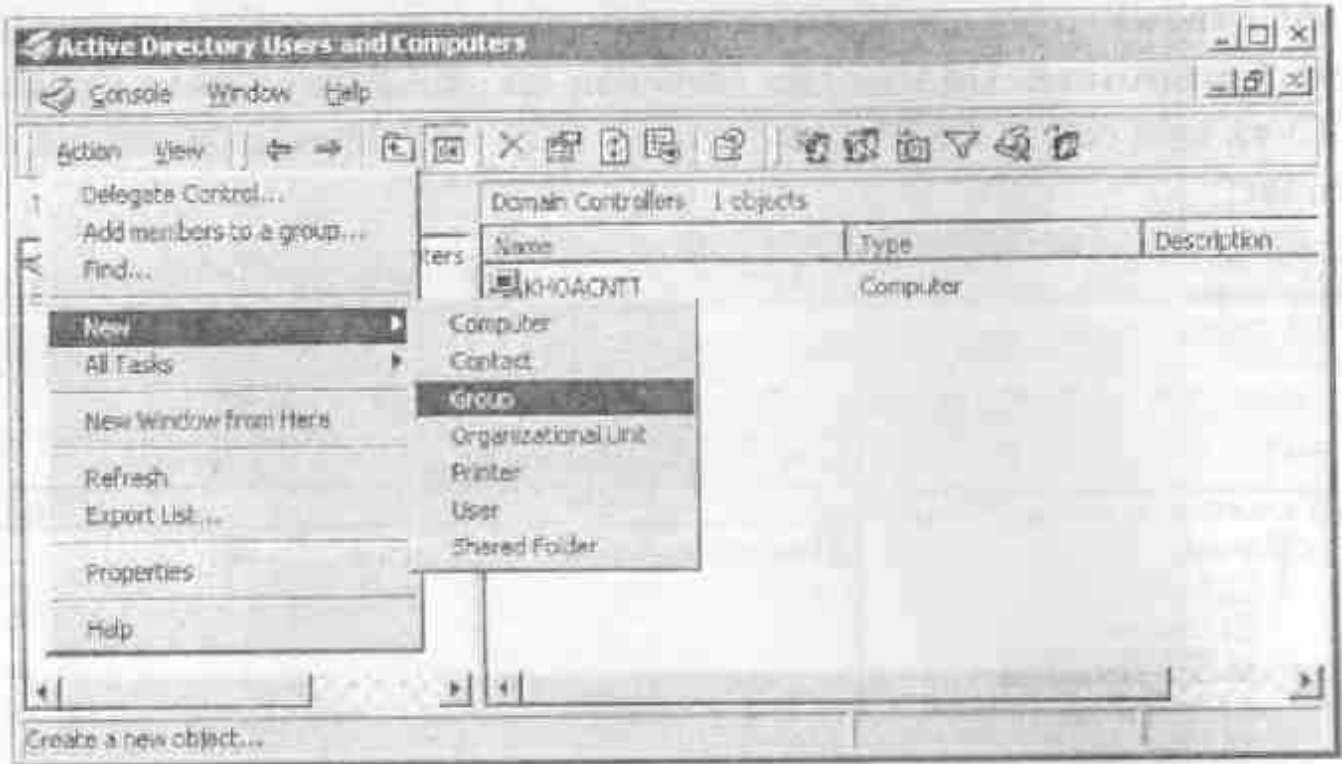 Active Directory Users and Computers
Console Window Help
Action View
Delegate Control...
Add members to a group...
Find...
New
All Tasks
New Window from Here
Refresh
Export List...
Properties
Help
Computer
Contact
Group
Organizational Unit
Printer
User
Shared Folder
ters
Domain Controllers 1 objects
Name Type Description
KHOACNTT Computer
Create a new object...